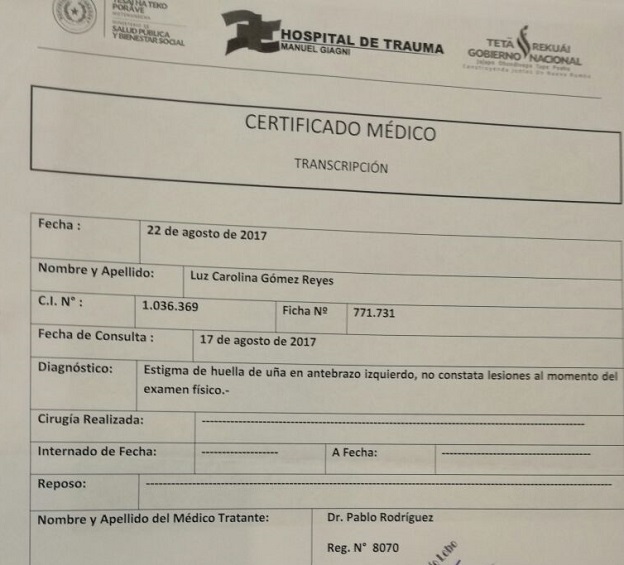 TEKO
PORÃVE
SALUD PÚBLICA
Y BIENESTAR SOCIAL
HOSPITAL DE TRAUMA
MANUEL GIAGNI
TETÃ REKUÁI
GOBIERNO NACIONAL
CERTIFICADO MÉDICO
TRANSCRIPCIÓN
Fecha : 22 de agosto de 2017
Nombre y Apellido: Luz Carolina Gómez Reyes
C.I. N° : 1.036.369 Ficha Nº 771.731
Fecha de Consulta : 17 de agosto de 2017
Diagnóstico: Estigma de huella de uña en antebrazo izquierdo, no constata lesiones al momento del
examen físico.-
Cirugía Realizada: ----------------------------------------
Internado de Fecha: ------------------ A Fecha: ------------------
Reposo: ----------------------------------------
Nombre y Apellido del Médico Tratante: Dr. Pablo Rodríguez
Reg. N° 8070